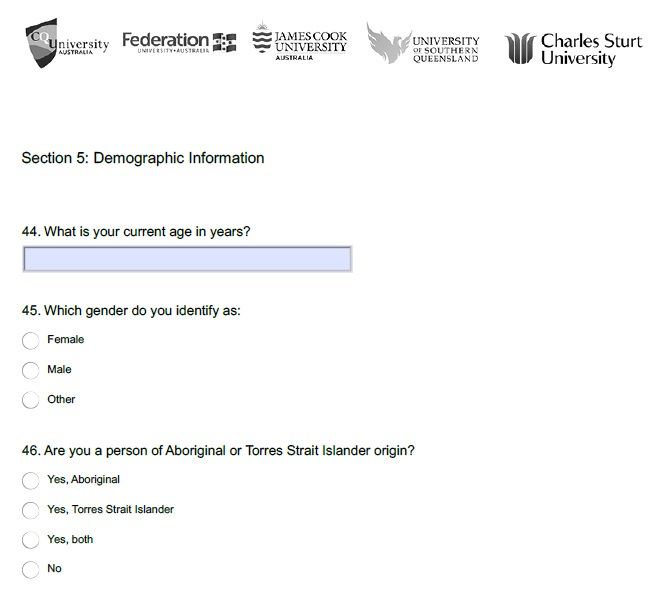 CQUniversity
AUSTRALIA
Federation
UNIVERSITY•AUSTRALIA
JAMES COOK
UNIVERSITY
AUSTRALIA
UNIVERSITY
OF SOUTHERN
QUEENSLAND
Charles Sturt
University
Section 5: Demographic Information
44. What is your current age in years?
45. Which gender do you identify as:
Female
Male
Other
46. Are you a person of Aboriginal or Torres Strait Islander origin?
Yes, Aboriginal
Yes, Torres Strait Islander
Yes, both
No